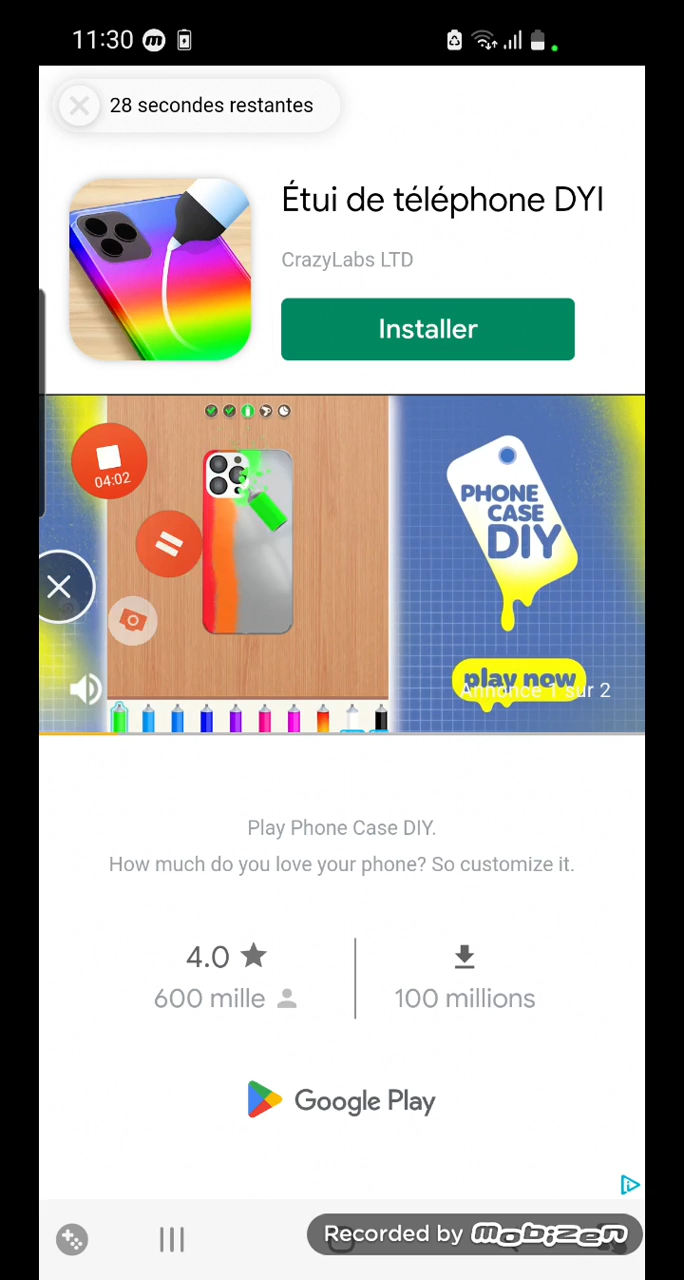 11:30
28 secondes restantes
Étui de téléphone DYI
CrazyLabs LTD
Installer
04:02
PHONE
CASE
DIY
play now
Annonce 1 sur 2
Play Phone Case DIY.
How much do you love your phone? So customize it.
4.0
600 mille
100 millions
Google Play
Recorded by mobizen